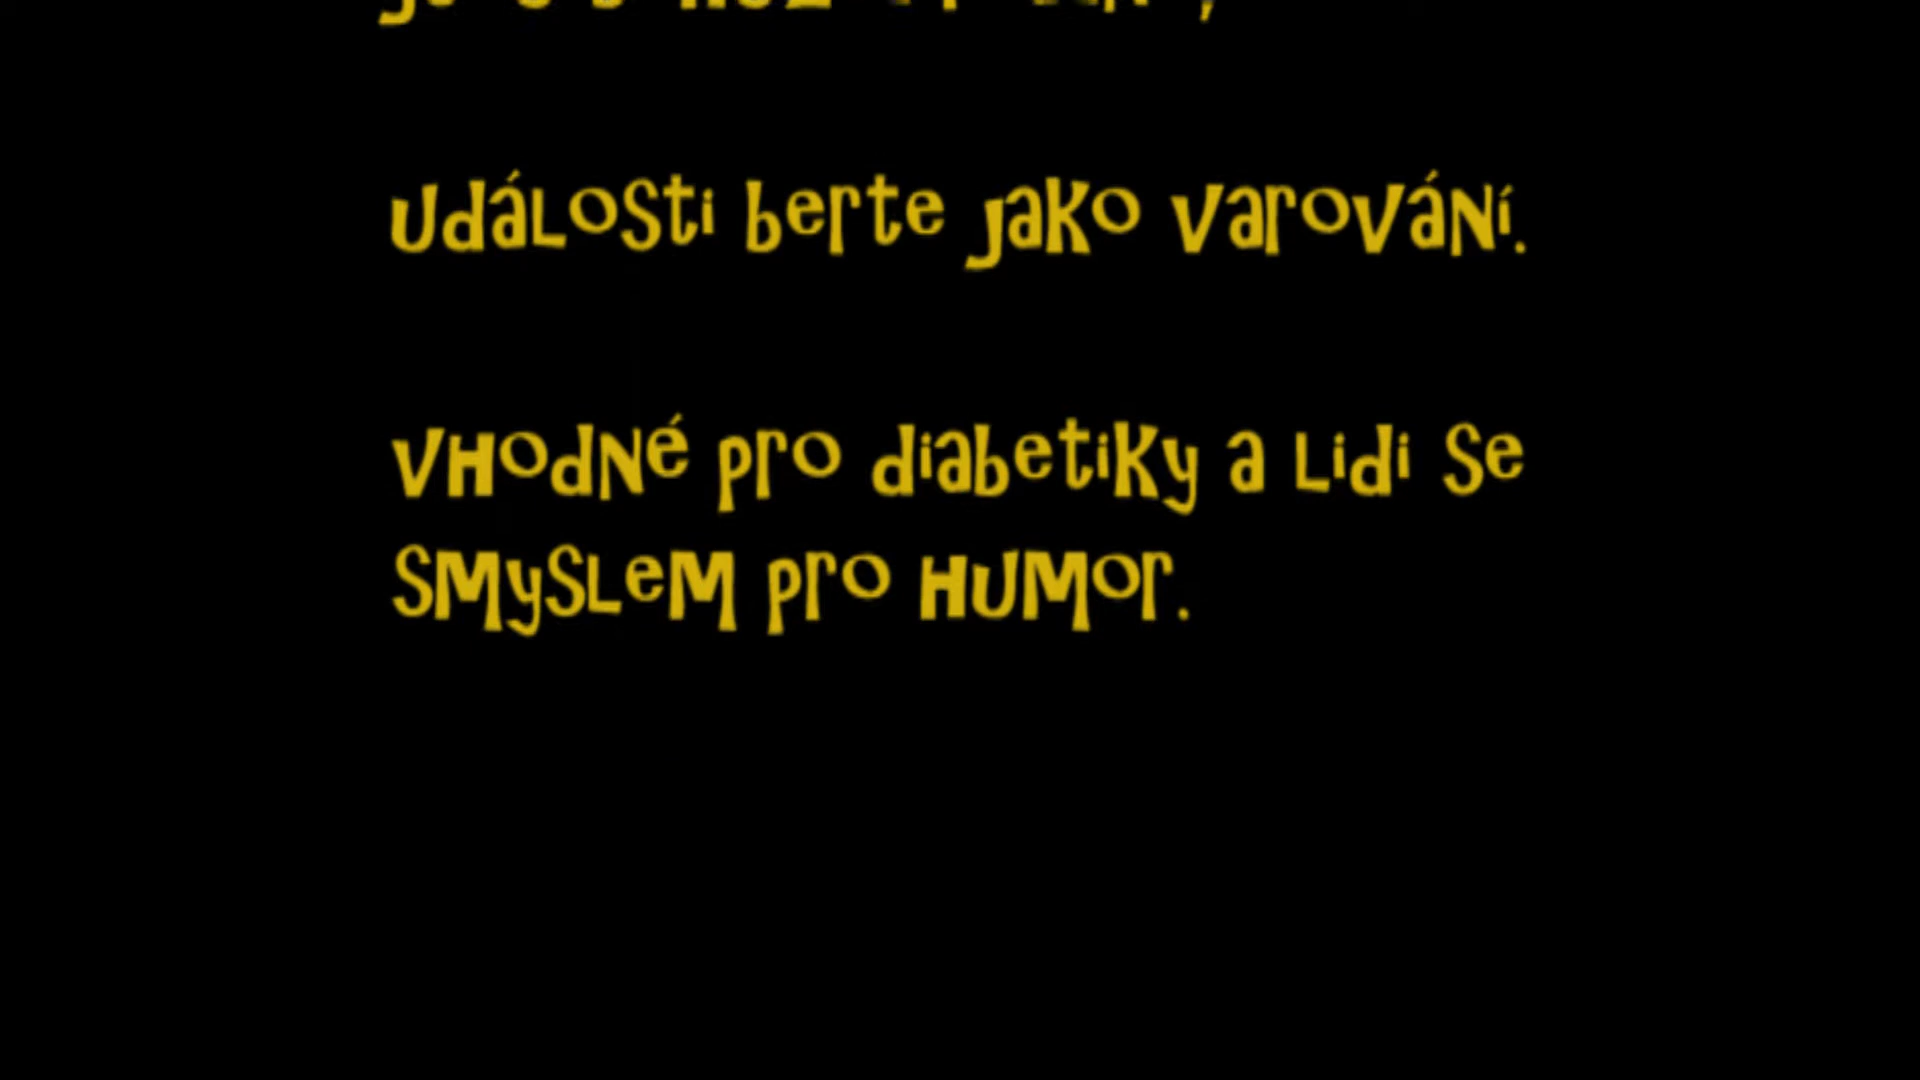 Události berte jako varování.
Vhodné pro diabetiky a lidi se
smyslem pro humor.